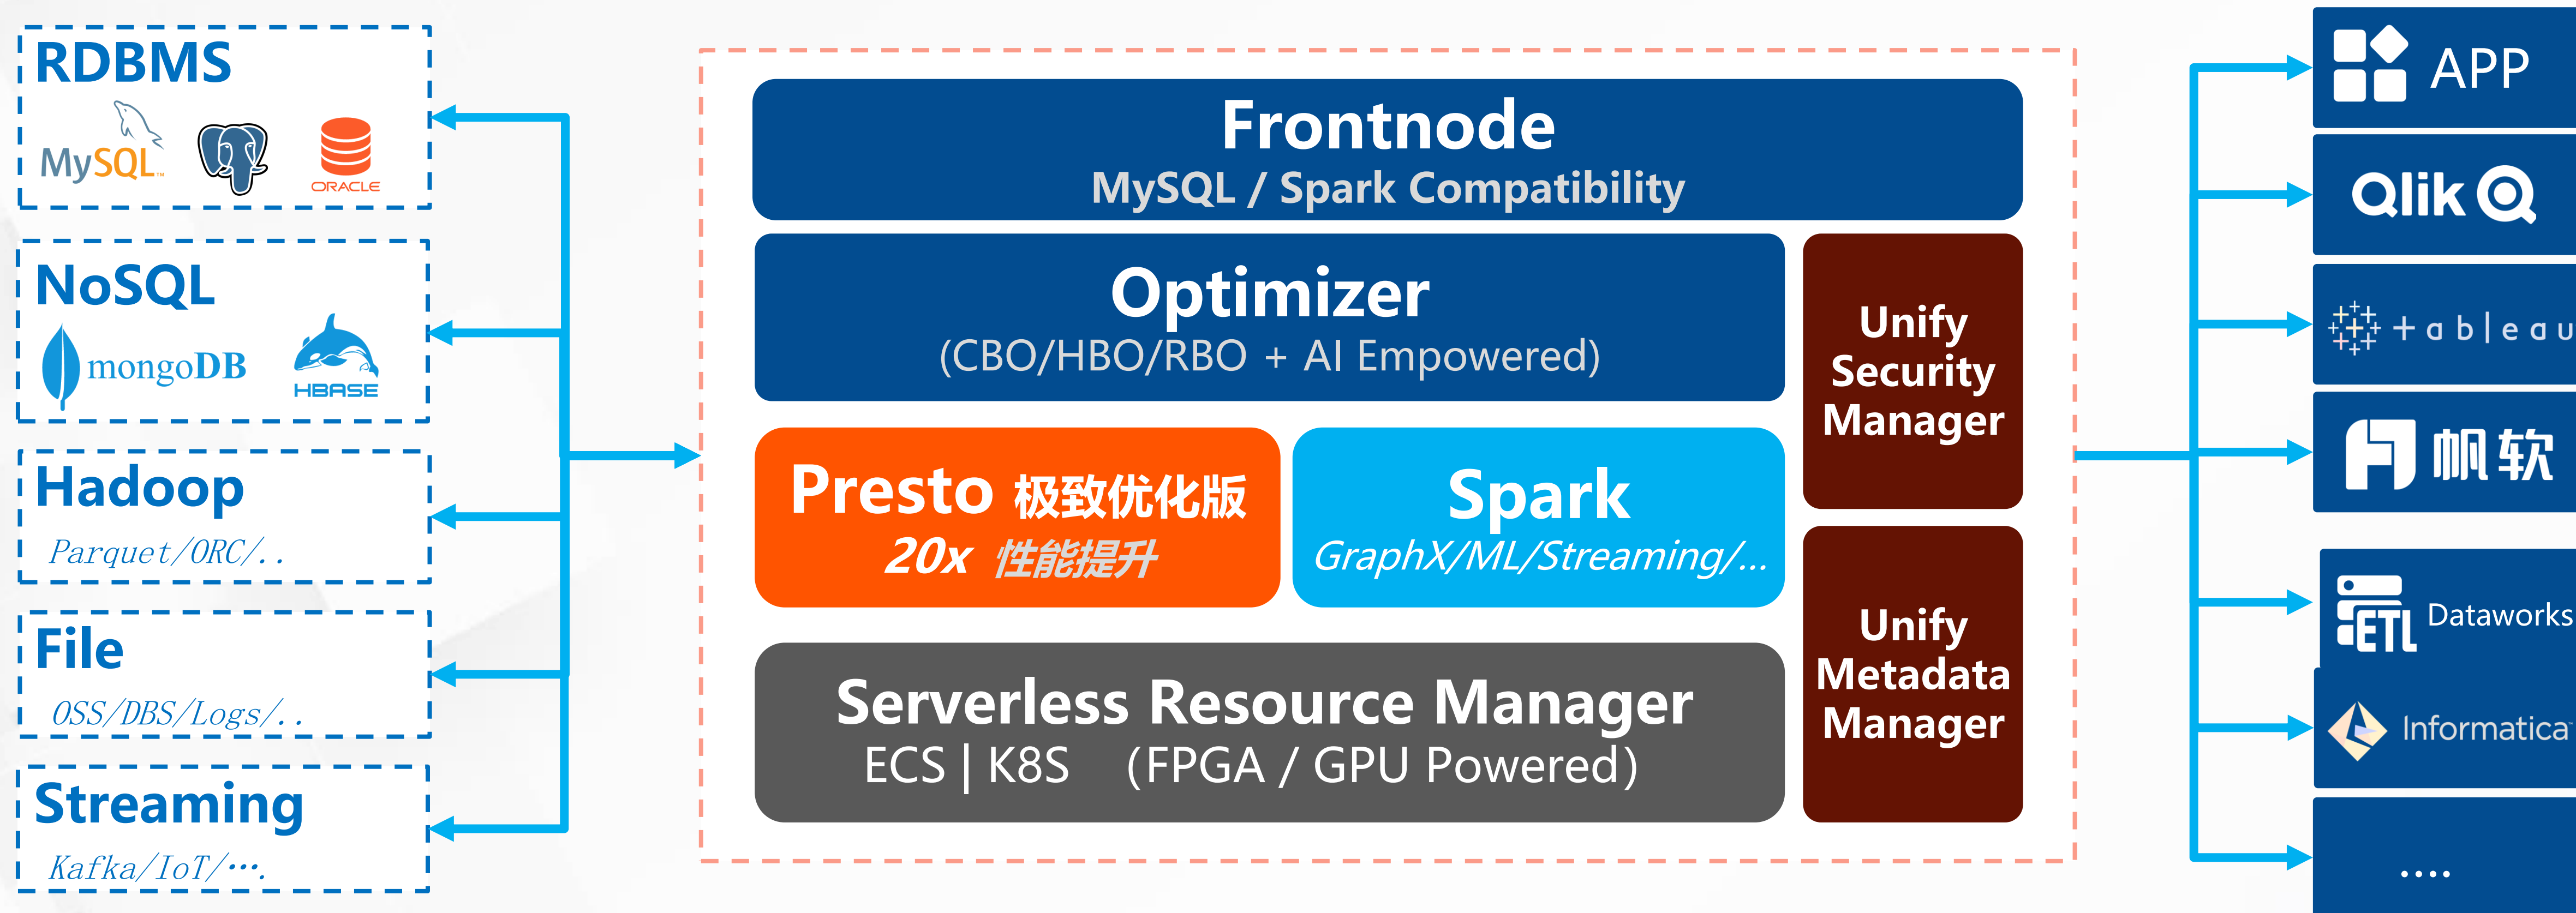 RDBMS
MySQL™
ORACLE
NoSQL
mongoDB
HBASE
Hadoop
Parquet/ORC/..
File
OSS/DBS/Logs/..
Streaming
Kafka/IoT/….
Frontnode
MySQL / Spark Compatibility
Optimizer
(CBO/HBO/RBO + AI Empowered)
Presto 极致优化版
20x 性能提升
Spark
GraphX/ML/Streaming/...
Serverless Resource Manager
ECS | K8S （FPGA / GPU Powered）
Unify
Security
Manager
Unify
Metadata
Manager
APP
Qlik
+ableau
帆软
ETL Dataworks
Informatica
....